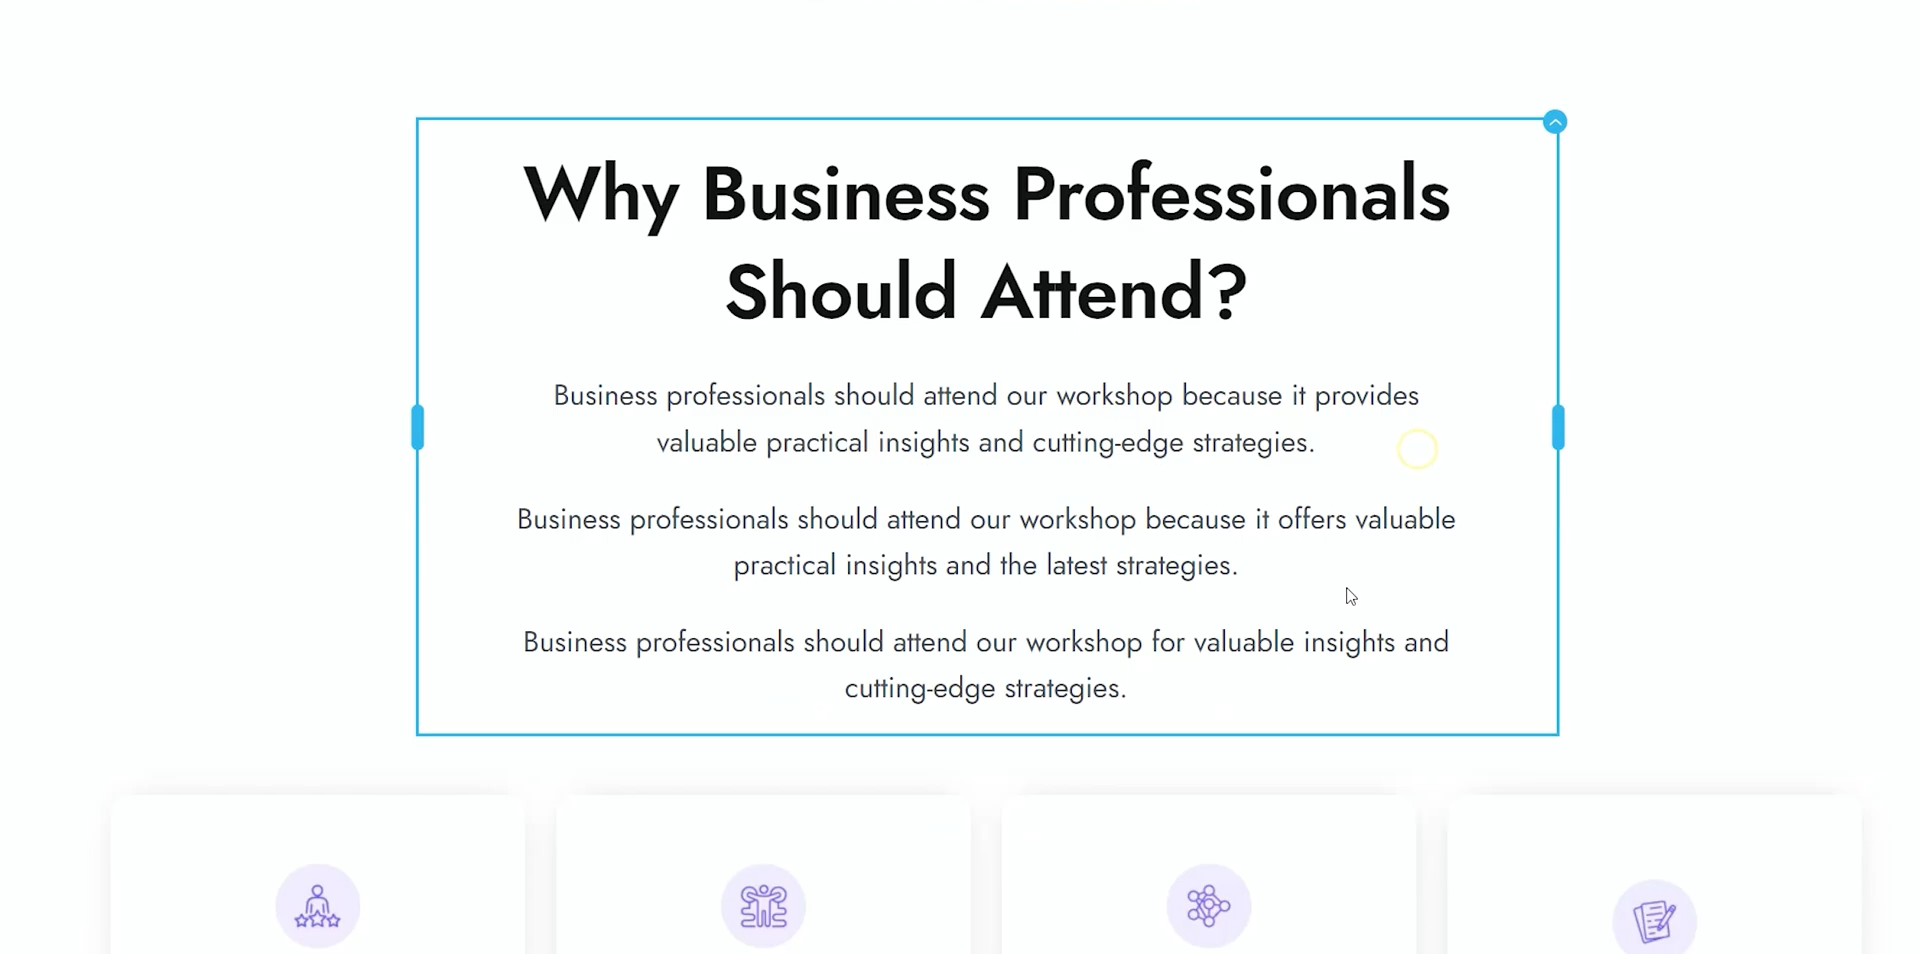 Why Business Professionals
Should Attend?
Business professionals should attend our workshop because it provides
valuable practical insights and cutting-edge strategies.
Business professionals should attend our workshop because it offers valuable
practical insights and the latest strategies.
Business professionals should attend our workshop for valuable insights and
cutting-edge strategies.